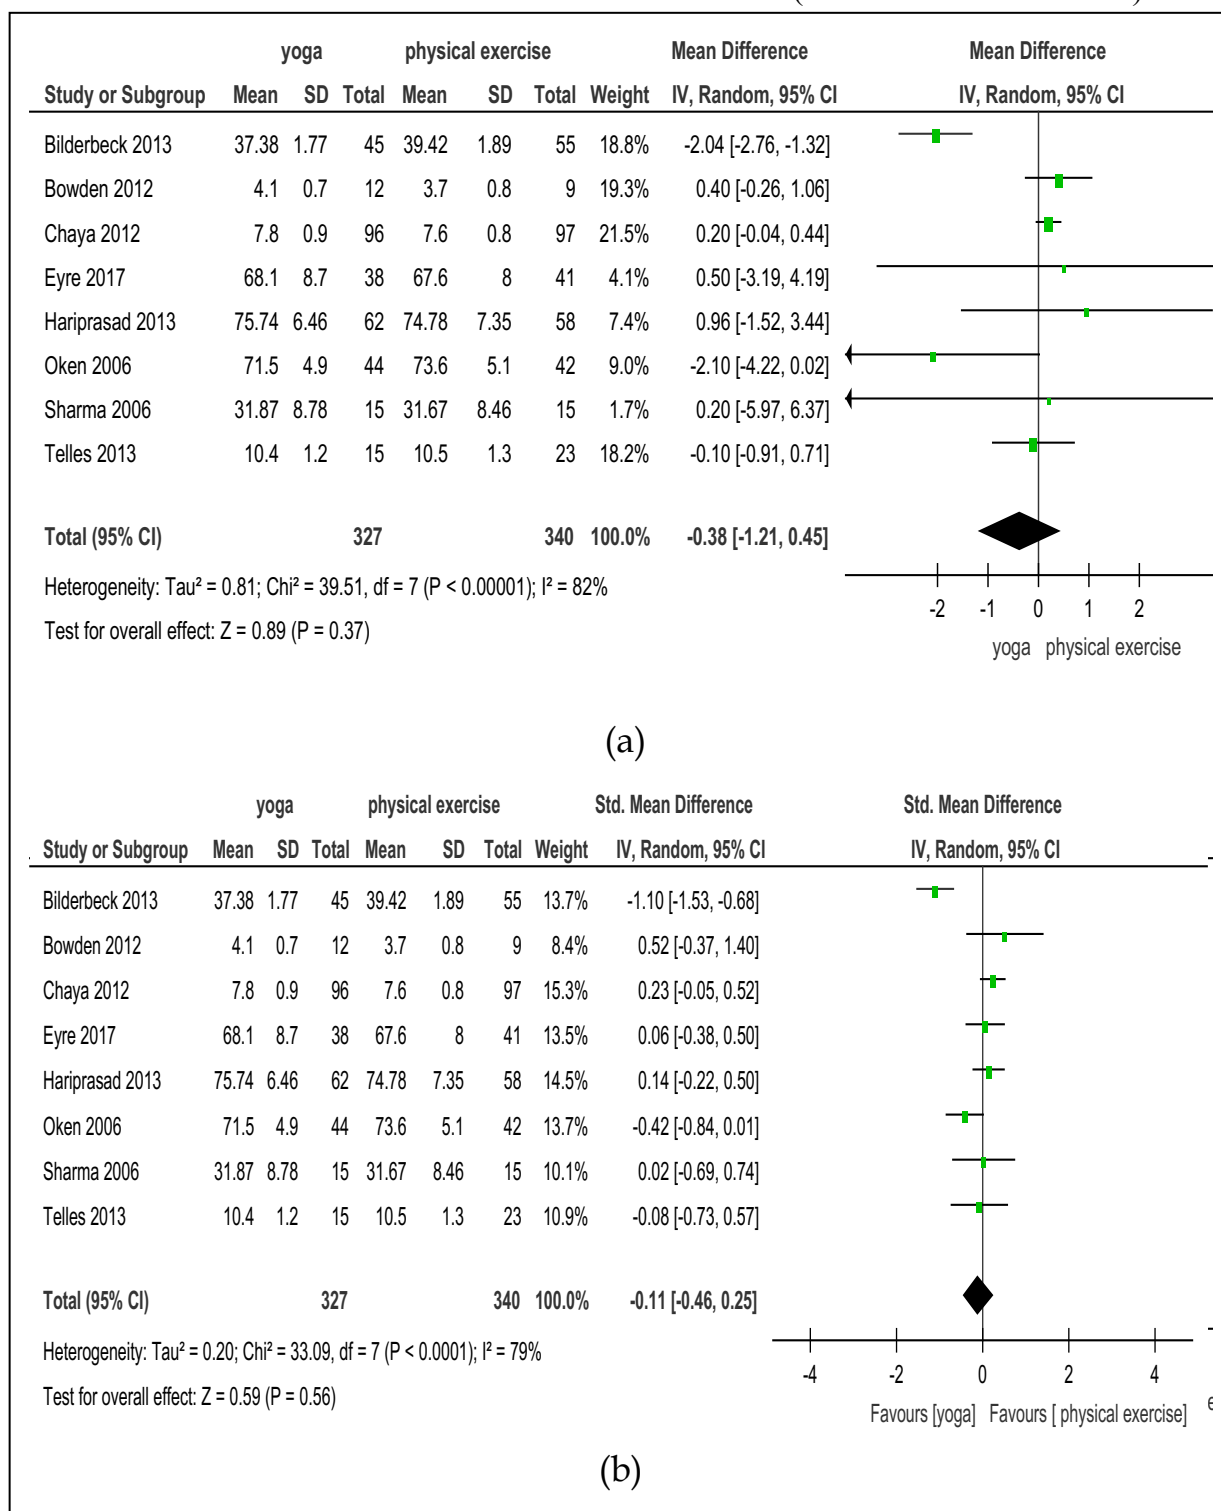 yoga physical exercise Mean Difference Mean Difference
Study or Subgroup Mean SD Total Mean SD Total Weight IV, Random, 95% CI IV, Random, 95% CI
Bilderbeck 2013 37.38 1.77 45 39.42 1.89 55 18.8% -2.04 [-2.76, -1.32]
Bowden 2012 4.1 0.7 12 3.7 0.8 9 19.3% 0.40 [-0.26, 1.06]
Chaya 2012 7.8 0.9 96 7.6 0.8 97 21.5% 0.20 [-0.04, 0.44]
Eyre 2017 68.1 8.7 38 67.6 8 41 4.1% 0.50 [-3.19, 4.19]
Hariprasad 2013 75.74 6.46 62 74.78 7.35 58 7.4% 0.96 [-1.52, 3.44]
Oken 2006 71.5 4.9 44 73.6 5.1 42 9.0% -2.10 [-4.22, 0.02]
Sharma 2006 31.87 8.78 15 31.67 8.46 15 1.7% 0.20 [-5.97, 6.37]
Telles 2013 10.4 1.2 15 10.5 1.3 23 18.2% -0.10 [-0.91, 0.71]
Total (95% CI) 327 340 100.0% -0.38 [-1.21, 0.45]
Heterogeneity: Tau² = 0.81; Chi² = 39.51, df = 7 (P < 0.00001); I² = 82%
-2 -1 0 1 2
Test for overall effect: Z = 0.89 (P = 0.37)
yoga physical exercise
(a)
yoga physical exercise Std. Mean Difference Std. Mean Difference
Study or Subgroup Mean SD Total Mean SD Total Weight IV, Random, 95% CI IV, Random, 95% CI
Bilderbeck 2013 37.38 1.77 45 39.42 1.89 55 13.7% -1.10 [-1.53, -0.68]
Bowden 2012 4.1 0.7 12 3.7 0.8 9 8.4% 0.52 [-0.37, 1.40]
Chaya 2012 7.8 0.9 96 7.6 0.8 97 15.3% 0.23 [-0.05, 0.52]
Eyre 2017 68.1 8.7 38 67.6 8 41 13.5% 0.06 [-0.38, 0.50]
Hariprasad 2013 75.74 6.46 62 74.78 7.35 58 14.5% 0.14 [-0.22, 0.50]
Oken 2006 71.5 4.9 44 73.6 5.1 42 13.7% -0.42 [-0.84, 0.01]
Sharma 2006 31.87 8.78 15 31.67 8.46 15 10.1% 0.02 [-0.69, 0.74]
Telles 2013 10.4 1.2 15 10.5 1.3 23 10.9% -0.08 [-0.73, 0.57]
Total (95% CI) 327 340 100.0% -0.11 [-0.46, 0.25]
Heterogeneity: Tau² = 0.20; Chi² = 33.09, df = 7 (P < 0.0001); I² = 79%
-4 -2 0 2 4
Test for overall effect: Z = 0.59 (P = 0.56)
Favours [yoga] Favours [ physical exercise]
(b)